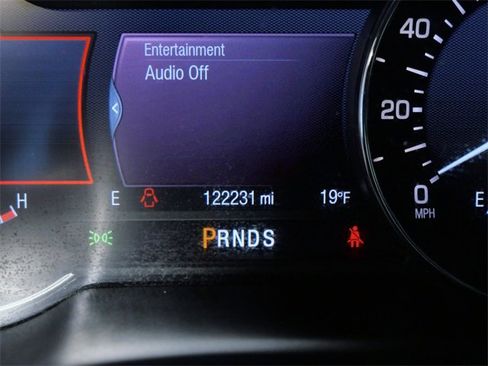 Entertainment
Audio Off
40
20
0
MPH
H
E
122231 mi
19°F
E
PRNDS